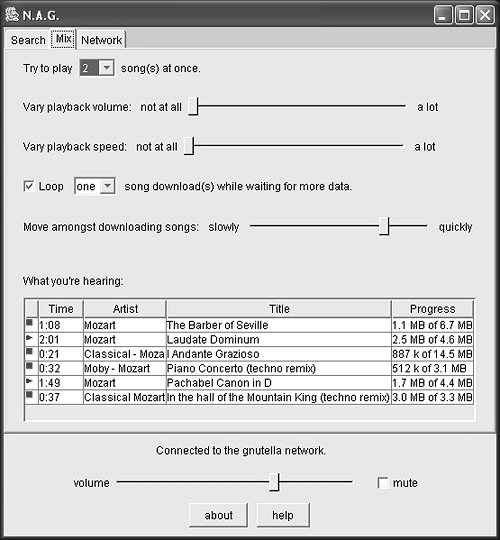 N.A.G.
Search Mix Network
Try to play 2 song(s) at once.
Vary playback volume: not at all a lot
Vary playback speed: not at all a lot
Loop one song download(s) while waiting for more data.
Move amongst downloading songs: slowly quickly
What you're hearing:
Time Artist Title Progress
1:08 Mozart The Barber of Seville 1.1 MB of 6.7 MB
2:01 Mozart Laudate Dominum 2.5 MB of 4.6 MB
0:21 Classical - Moza I Andante Grazioso 887 k of 14.5 MB
0:32 Moby - Mozart Piano Concerto (techno remix) 512 k of 3.1 MB
1:49 Mozart Pachabel Canon in D 1.7 MB of 4.4 MB
0:37 Classical Mozart In the hall of the Mountain King (techno remix) 3.0 MB of 3.3 MB
Connected to the gnutella network.
volume mute
about help